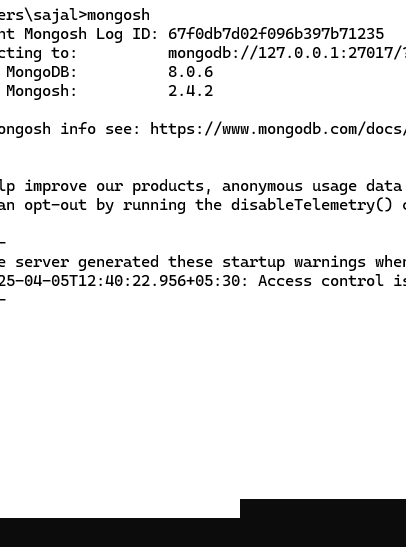 ers\sajal>mongosh
nt Mongosh Log ID: 67f0db7d02f096b397b71235
cting to:          mongodb://127.0.0.1:27017/?
 MongoDB:          8.0.6
 Mongosh:          2.4.2
ongosh info see: https://www.mongodb.com/docs/
lp improve our products, anonymous usage data
an opt-out by running the disableTelemetry() c
–
e server generated these startup warnings when
25-04-05T12:40:22.956+05:30: Access control is
–